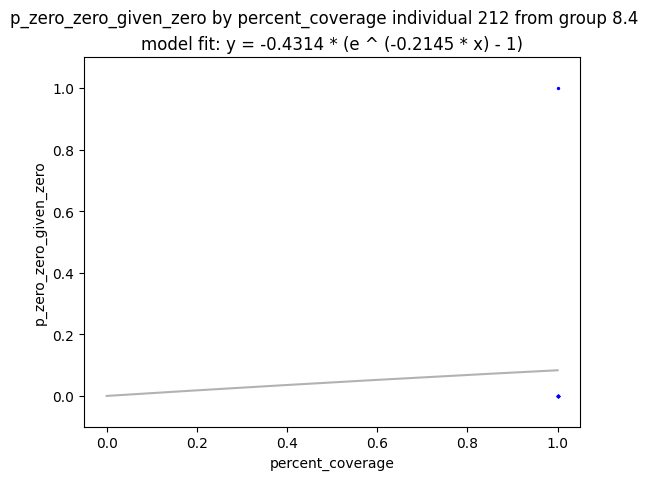 p_zero_zero_given_zero by percent_coverage individual 212 from group 8.4
model fit: y = -0.4314 * (e ^ (-0.2145 * x) - 1)
1.0
0.8
0.6
0.4
0.2
0.0
p_zero_zero_given_zero
0.0 0.2 0.4 0.6 0.8 1.0
percent_coverage